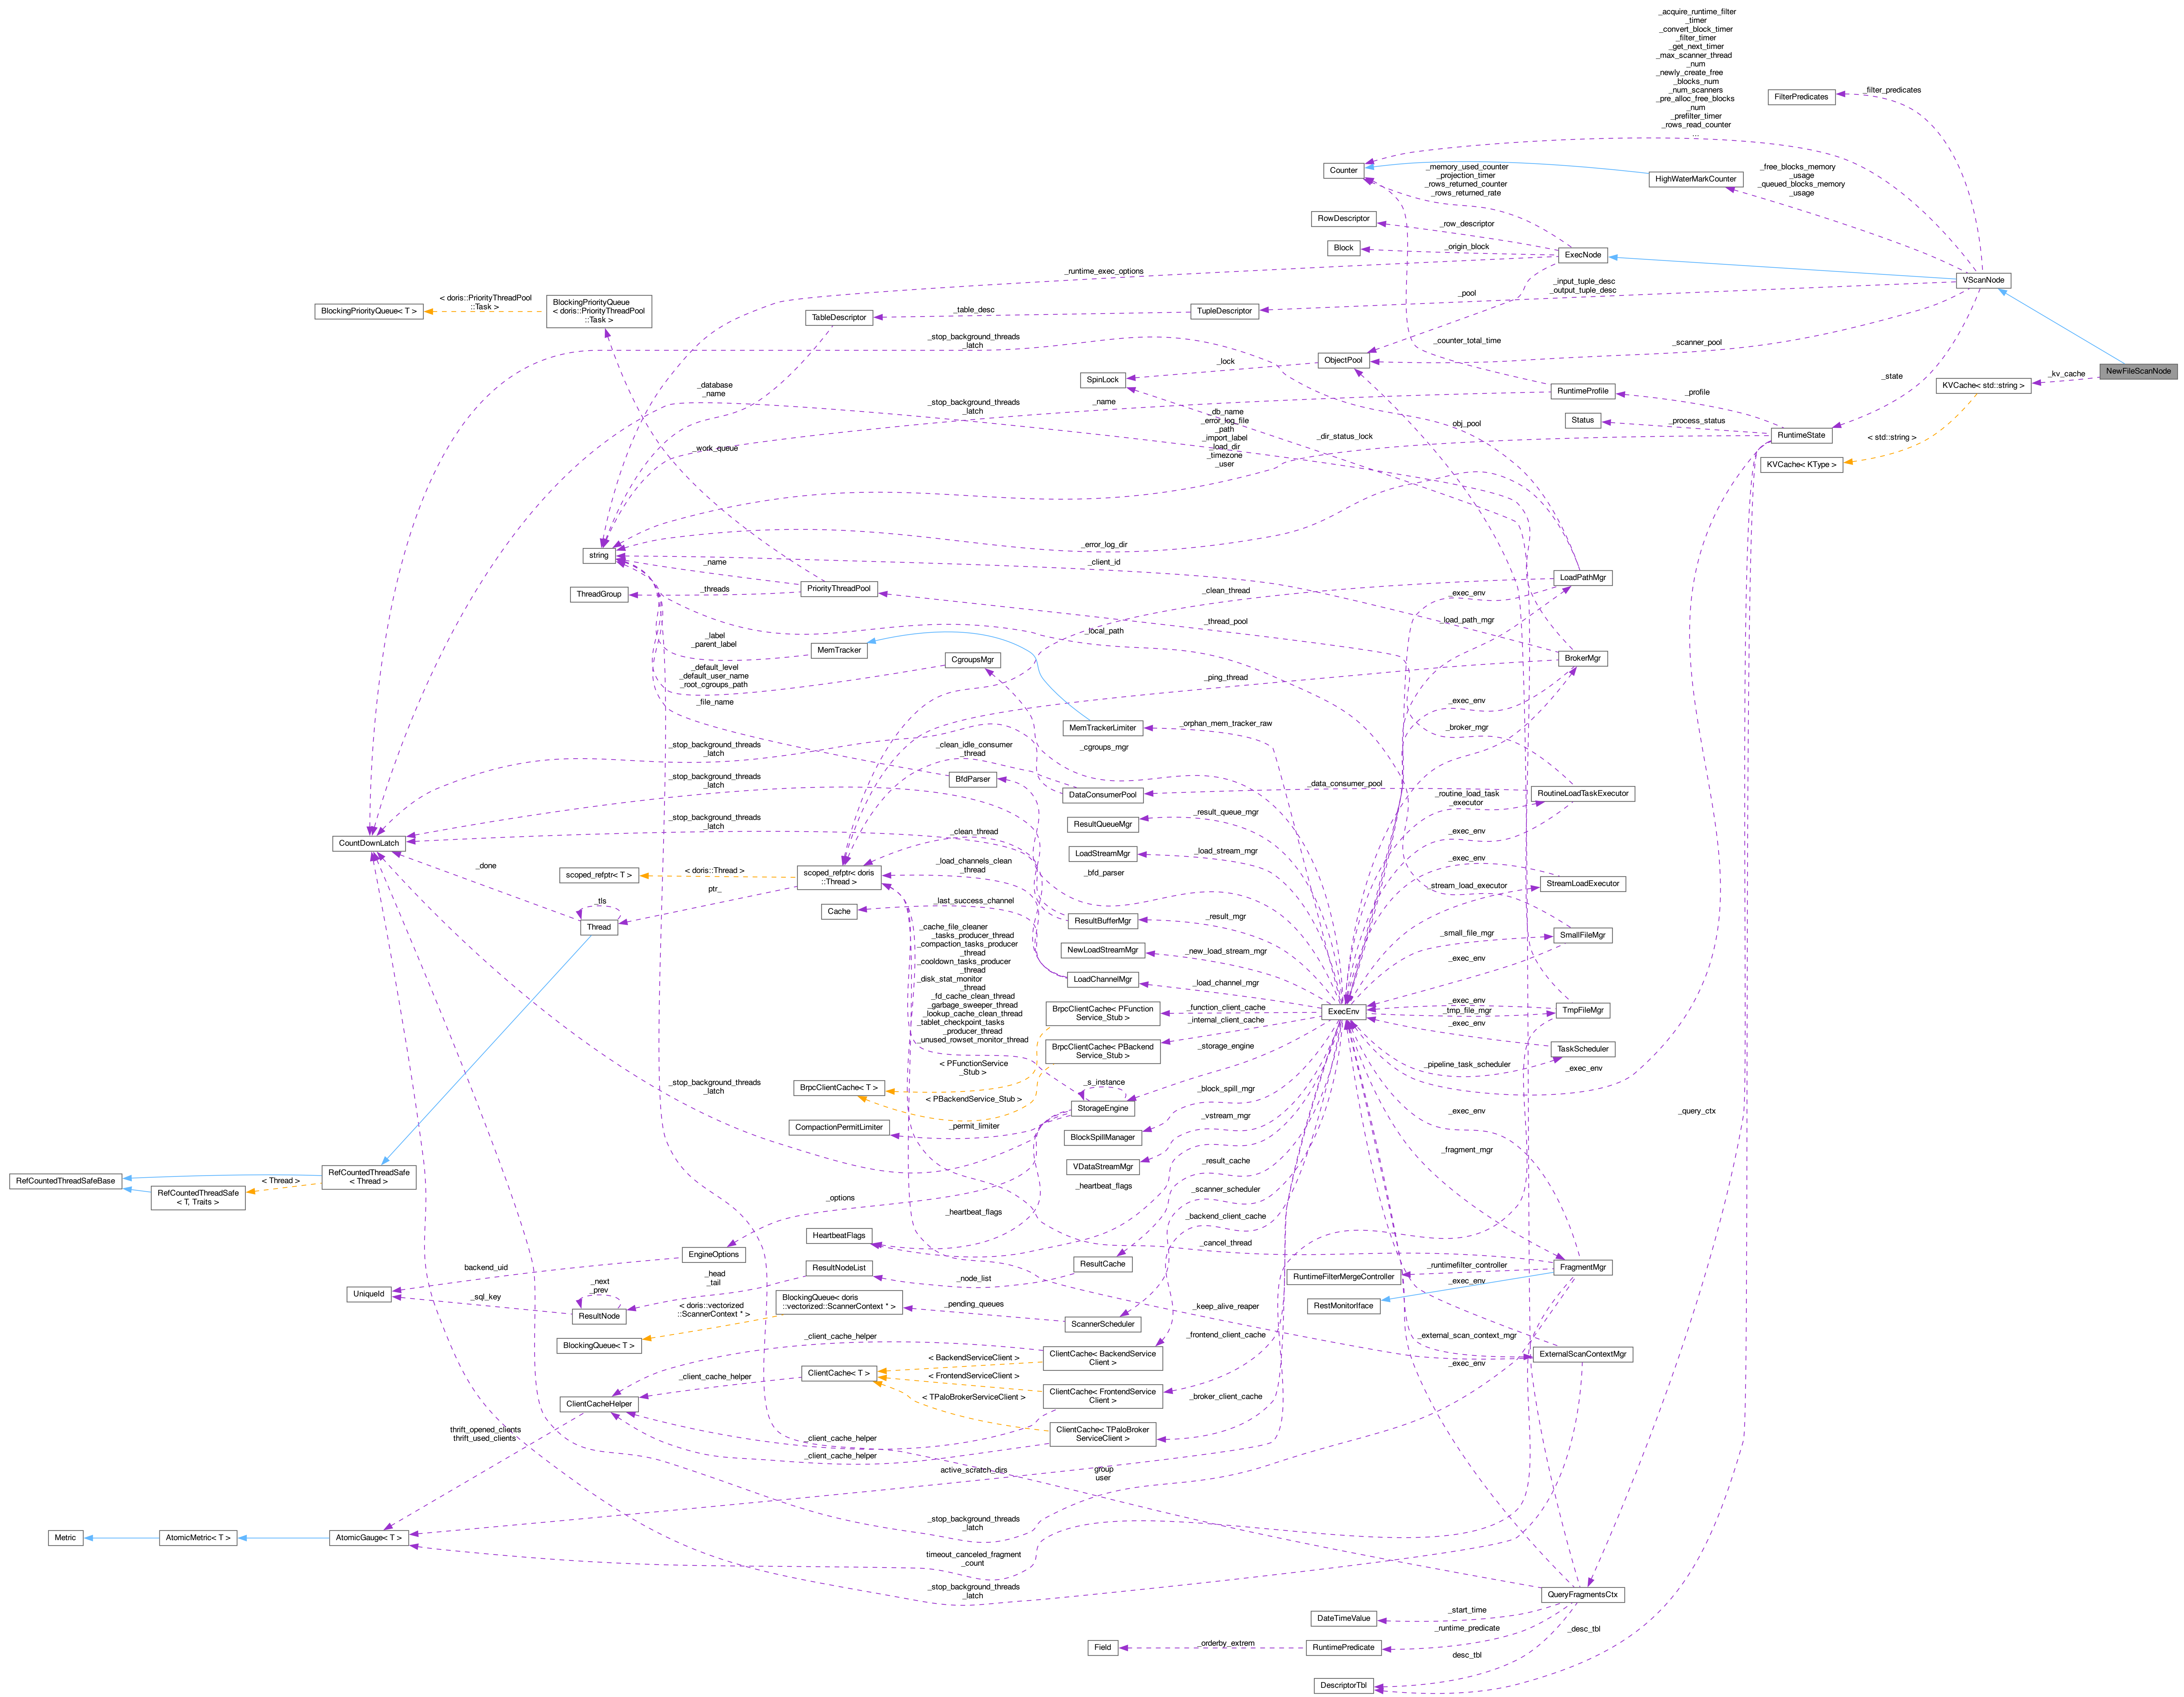 _acquire_runtime_filter
_timer
_convert_block_timer
_filter_timer
_get_next_timer
_max_scanner_thread
_num
_newly_create_free
_blocks_num
_num_scanners
_pre_alloc_free_blocks
_num
_prefilter_timer
_rows_read_counter
...
FilterPredicates
_filter_predicates
Counter
HighWaterMarkCounter
_memory_used_counter
_projection_timer
_rows_returned_counter
_rows_returned_rate
_free_blocks_memory
_usage
_queued_blocks_memory
_usage
RowDescriptor
_row_descriptor
Block
_origin_block
ExecNode
_runtime_exec_options
VScanNode
_input_tuple_desc
_output_tuple_desc
_pool
< doris::PriorityThreadPool
::Task >
BlockingPriorityQueue< T >
BlockingPriorityQueue
< doris::PriorityThreadPool
::Task >
TableDescriptor
_table_desc
TupleDescriptor
_stop_background_threads
_latch
_counter_total_time
_scanner_pool
ObjectPool
_lock
SpinLock
_state
NewFileScanNode
_kv_cache
KVCache< std::string >
_database
_name
_stop_background_threads
_latch
_name
RuntimeProfile
_profile
Status
_process_status
RuntimeState
_db_name
_error_log_file
_path
_import_label
_load_dir
_timezone
_user
_dir_status_lock
obj_pool
< std::string >
KVCache< KType >
_work_queue
_error_log_dir
string
_name
_client_id
LoadPathMgr
ThreadGroup
_threads
PriorityThreadPool
_clean_thread
_exec_env
_thread_pool
_load_path_mgr
_label
_parent_label
MemTracker
_local_path
CgroupsMgr
BrokerMgr
_default_level
_default_user_name
_root_cgroups_path
_ping_thread
_file_name
_exec_env
MemTrackerLimiter
_orphan_mem_tracker_raw
_broker_mgr
_stop_background_threads
_latch
_clean_idle_consumer
_thread
_cgroups_mgr
_stop_background_threads
_latch
BfdParser
DataConsumerPool
_data_consumer_pool
RoutineLoadTaskExecutor
_routine_load_task
_executor
_result_queue_mgr
ResultQueueMgr
_stop_background_threads
_latch
_clean_thread
_exec_env
CountDownLatch
LoadStreamMgr
_load_stream_mgr
_exec_env
_done
scoped_refptr< T >
< doris::Thread >
scoped_refptr< doris
::Thread >
_load_channels_clean
_thread
_bfd_parser
_stream_load_executor
StreamLoadExecutor
ptr_
_tls
Thread
Cache
_last_success_channel
ResultBufferMgr
_result_mgr
_small_file_mgr
SmallFileMgr
_cache_file_cleaner
_tasks_producer_thread
_compaction_tasks_producer
_thread
_cooldown_tasks_producer
_thread
_disk_stat_monitor
_thread
_fd_cache_clean_thread
_garbage_sweeper_thread
_lookup_cache_clean_thread
_tablet_checkpoint_tasks
_producer_thread
_unused_rowset_monitor_thread
NewLoadStreamMgr
_new_load_stream_mgr
_exec_env
LoadChannelMgr
_load_channel_mgr
BrpcClientCache< PFunction
Service_Stub >
_function_client_cache
ExecEnv
_exec_env
_tmp_file_mgr
TmpFileMgr
_internal_client_cache
_exec_env
BrpcClientCache< PBackend
Service_Stub >
_storage_engine
TaskScheduler
_pipeline_task_scheduler
_exec_env
< PFunctionService
_Stub >
BrpcClientCache< T >
_stop_background_threads
_latch
_s_instance
_block_spill_mgr
< PBackendService_Stub >
StorageEngine
_vstream_mgr
_exec_env
_query_ctx
CompactionPermitLimiter
_permit_limiter
BlockSpillManager
_fragment_mgr
VDataStreamMgr
_result_cache
RefCountedThreadSafeBase
RefCountedThreadSafe
< Thread >
< Thread >
RefCountedThreadSafe
< T, Traits >
_heartbeat_flags
_scanner_scheduler
_options
_heartbeat_flags
_backend_client_cache
HeartbeatFlags
_cancel_thread
EngineOptions
backend_uid
ResultCache
FragmentMgr
ResultNodeList
_runtimefilter_controller
RuntimeFilterMergeController
_head
_tail
_node_list
_exec_env
UniqueId
_sql_key
_next
_prev
ResultNode
< doris::vectorized
::ScannerContext * >
BlockingQueue< doris
::vectorized::ScannerContext * >
_pending_queues
_keep_alive_reaper
RestMonitorIface
ScannerScheduler
BlockingQueue< T >
_client_cache_helper
_frontend_client_cache
_external_scan_context_mgr
ExternalScanContextMgr
ClientCache< BackendService
Client >
< BackendServiceClient >
_exec_env
ClientCache< T >
< FrontendServiceClient >
_client_cache_helper
ClientCache< FrontendService
Client >
< TPaloBrokerServiceClient >
_broker_client_cache
ClientCacheHelper
thrift_opened_clients
thrift_used_clients
_client_cache_helper
ClientCache< TPaloBroker
ServiceClient >
_client_cache_helper
active_scratch_dirs
group
user
_stop_background_threads
_latch
Metric
AtomicMetric< T >
AtomicGauge< T >
timeout_canceled_fragment
_count
_stop_background_threads
_latch
QueryFragmentsCtx
DateTimeValue
_start_time
_runtime_predicate
_desc_tbl
Field
_orderby_extrem
RuntimePredicate
desc_tbl
DescriptorTbl